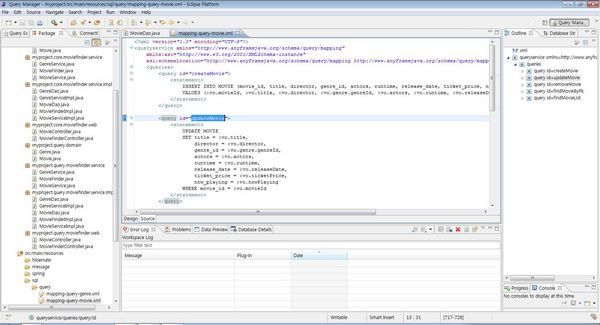 Query Manager - myproject/src/main/resources/sql/query/mapping-query-movie.xml - Eclipse Platform
File Edit Source Navigate Search Project Run Window Help
Query Mana...
Query Ex
Package
Movie.java
myproject.core.moviefinder.service
GenreDao.java
GenreService.java
GenreServiceImpl.java
MovieDao.java
MovieFinder.java
MovieFinderImpl.java
MovieService.java
MovieServiceImpl.java
myproject.core.moviefinder.web
MovieController.java
MovieFinderController.java
myproject.query.domain
Genre.java
Movie.java
myproject.query.moviefinder.service
GenreService.java
MovieFinder.java
MovieService.java
myproject.query.moviefinder.service.im
GenreDao.java
GenreServiceImpl.java
MovieDao.java
MovieFinderImpl.java
MovieServiceImpl.java
myproject.query.moviefinder.web
MovieController.java
MovieFinderController.java
src/main/resources
hibernate
message
spring
sql
query
mapping-query-genre.xml
mapping-query-movie.xml
MovieDao.java
mapping-query-movie.xml
<?xml version="1.0" encoding="UTF-8"?>
<queryservice xmlns="http://www.anyframejava.org/schema/query/mapping"
xmlns:xsi="http://www.w3.org/2001/XMLSchema-instance"
xsi:schemaLocation="http://www.anyframejava.org/schema/query/mapping http://www.anyframejava.org/schema/query
<queries>
<query id="createMovie">
<statement>
INSERT INTO MOVIE (movie_id, title, director, genre_id, actors, runtime, release_date, ticket_price, n
VALUES (:vo.movieId, :vo.title, :vo.director, :vo.genre.genreId, :vo.actors, :vo.runtime, :vo.releaseD
</statement>
</query>
<query id="updateMovie">
<statement>
UPDATE MOVIE
SET title = :vo.title,
director = :vo.director,
genre_id = :vo.genre.genreId,
actors = :vo.actors,
runtime = :vo.runtime,
release_date = :vo.releaseDate,
ticket_price = :vo.ticketPrice,
now_playing = :vo.nowPlaying
WHERE movie_id = :vo.movieId
</statement>
</query>
Design Source
Outline
Database Str
xml
queryservice xmlns=http://www.anyfr
queries
query id=createMovie
query id=updateMovie
query id=removeMovie
query id=findMovieByPk
query id=findMovieList
Error Log
Problems
Data Preview
Database Details
Workspace Log
type filter text
Message
Plug-in
Date
Progress
Console
No consoles to display at this time.
queryservice/queries/query/id
Writable
Smart Insert
13 : 31
[717-728]